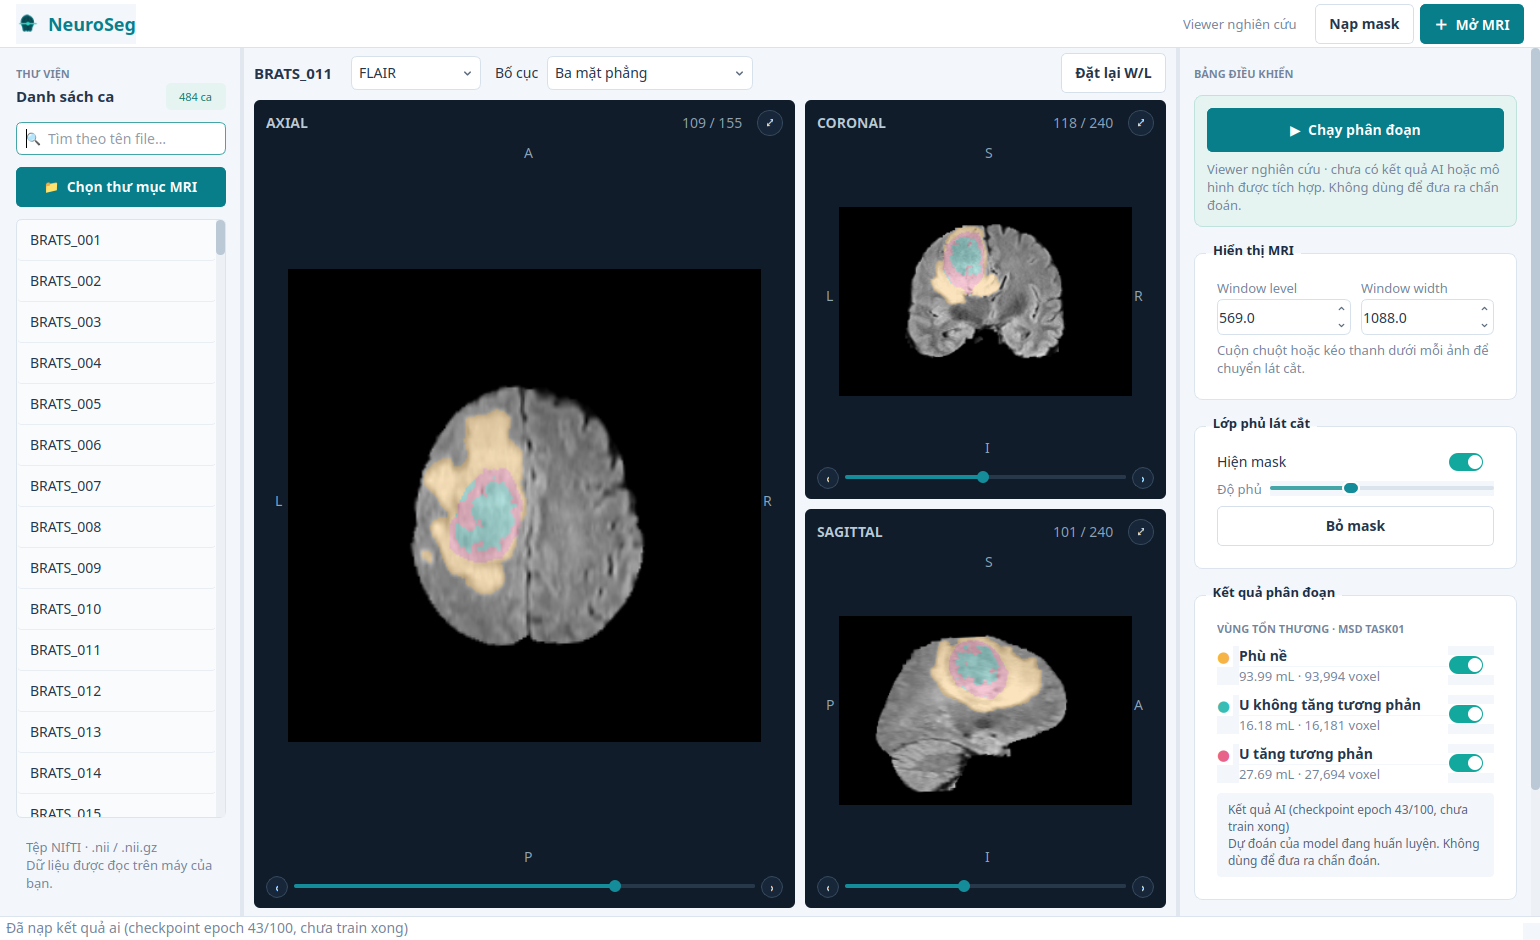 NeuroSeg
Viewer nghiên cứu
Nạp mask
+ Mở MRI
THƯ VIỆN
Danh sách ca
484 ca
Tìm theo tên file...
Chọn thư mục MRI
BRATS_001
BRATS_002
BRATS_003
BRATS_004
BRATS_005
BRATS_006
BRATS_007
BRATS_008
BRATS_009
BRATS_010
BRATS_011
BRATS_012
BRATS_013
BRATS_014
BRATS_015
Tệp NIfTI · .nii / .nii.gz
Dữ liệu được đọc trên máy của
bạn.
BRATS_011
FLAIR
Bố cục
Ba mặt phẳng
Đặt lại W/L
AXIAL
109 / 155
A
L
R
P
CORONAL
118 / 240
S
L
R
I
SAGITTAL
101 / 240
S
P
A
I
BẢNG ĐIỀU KHIỂN
Chạy phân đoạn
Viewer nghiên cứu · chưa có kết quả AI hoặc mô
hình được tích hợp. Không dùng để đưa ra chẩn
đoán.
Hiển thị MRI
Window level
Window width
569.0
1088.0
Cuộn chuột hoặc kéo thanh dưới mỗi ảnh để
chuyển lát cắt.
Lớp phủ lát cắt
Hiện mask
Độ phủ
Bỏ mask
Kết quả phân đoạn
VÙNG TỔN THƯƠNG · MSD TASK01
Phù nề
93.99 mL · 93,994 voxel
U không tăng tương phản
16.18 mL · 16,181 voxel
U tăng tương phản
27.69 mL · 27,694 voxel
Kết quả AI (checkpoint epoch 43/100, chưa
train xong)
Dự đoán của model đang huấn luyện. Không
dùng để đưa ra chẩn đoán.
Đã nạp kết quả ai (checkpoint epoch 43/100, chưa train xong)